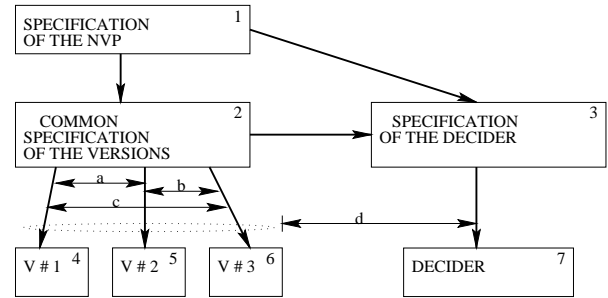 1
SPECIFICATION
OF THE NVP
2
COMMON
SPECIFICATION
OF THE VERSIONS
3
SPECIFICATION
OF THE DECIDER
a
b
c
d
4
V # 1
5
V # 2
6
V # 3
7
DECIDER